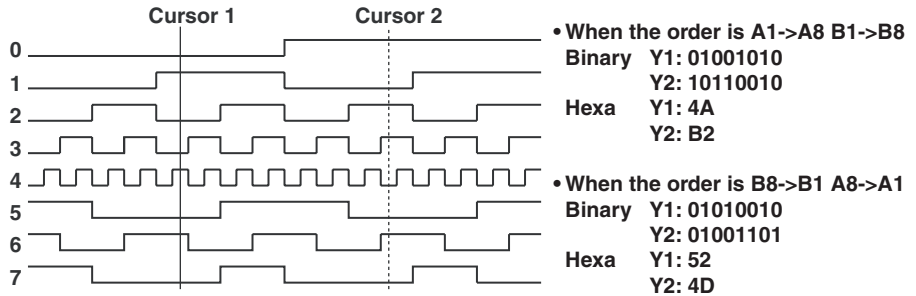 Cursor 1 Cursor 2
0
1
2
3
4
5
6
7
• When the order is A1->A8 B1->B8
Binary Y1: 01001010
Y2: 10110010
Hexa Y1: 4A
Y2: B2
• When the order is B8->B1 A8->A1
Binary Y1: 01010010
Y2: 01001101
Hexa Y1: 52
Y2: 4D